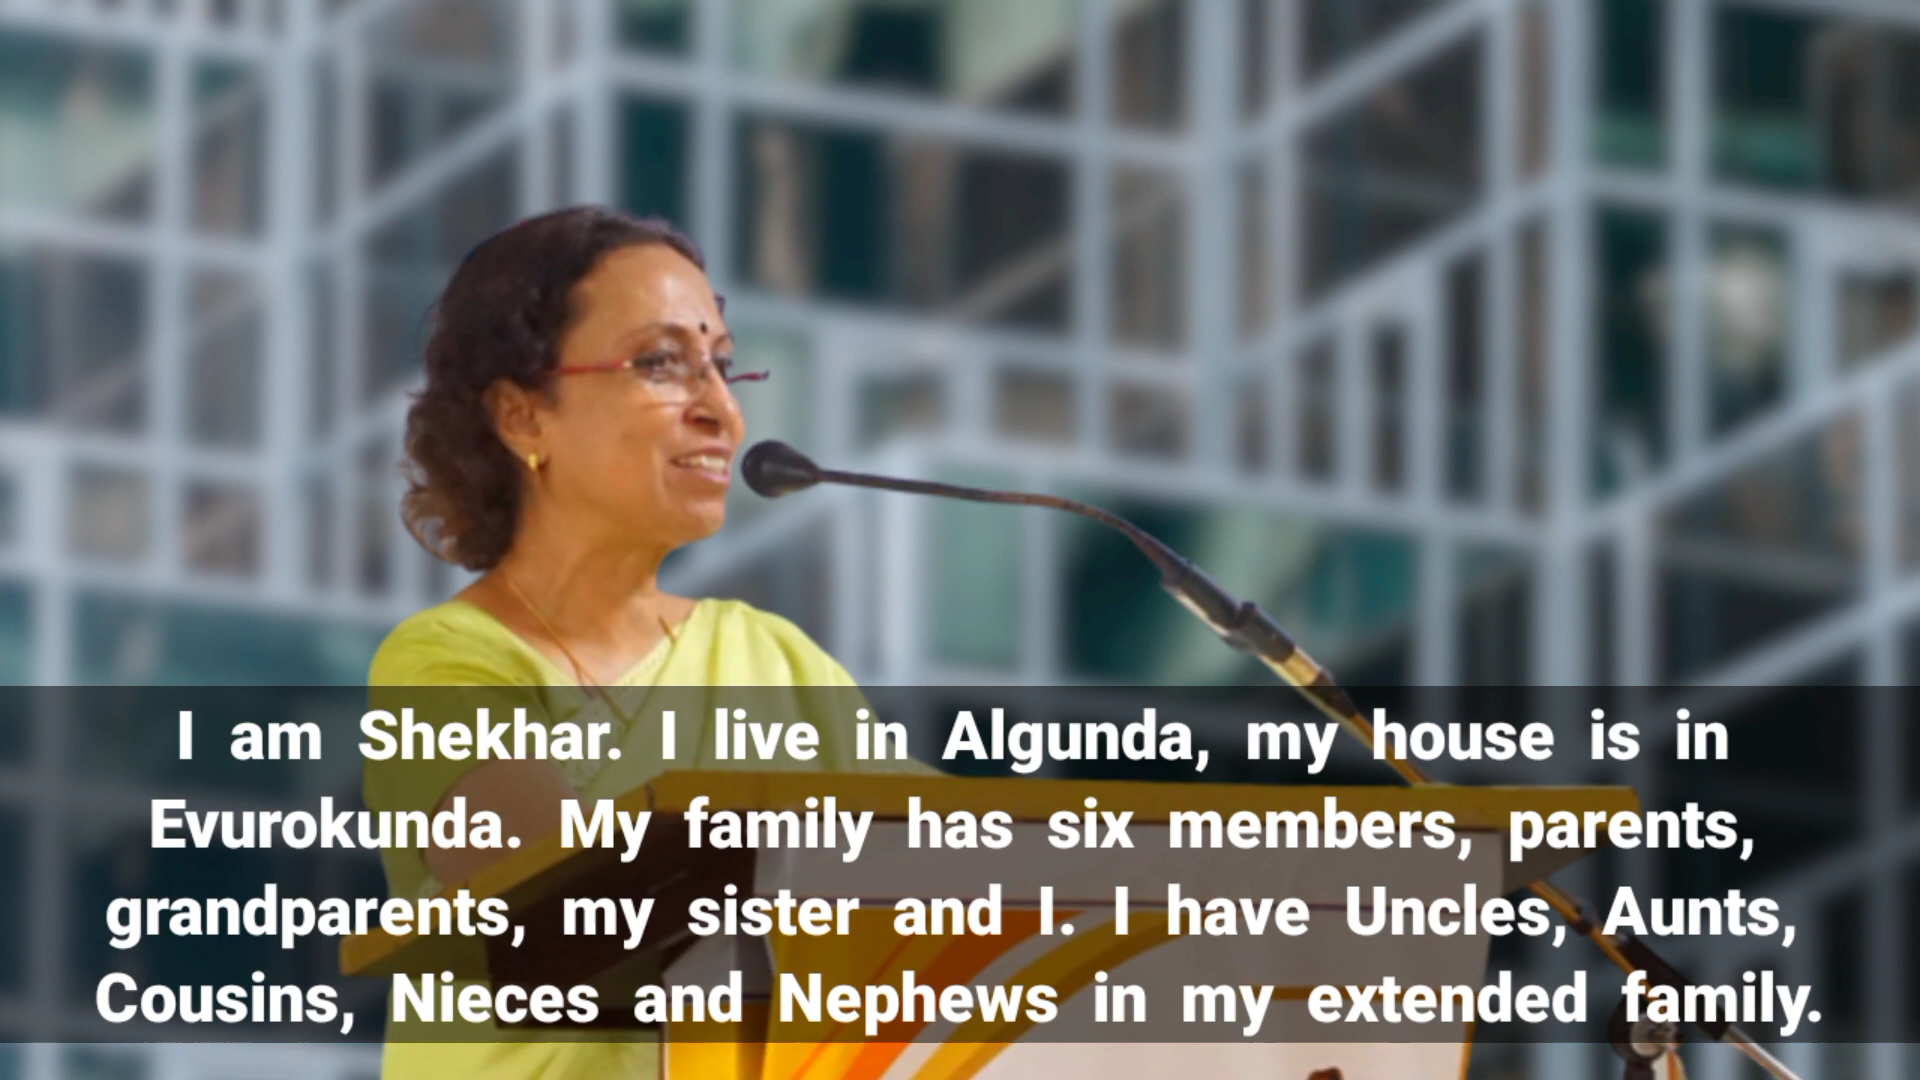 I am Shekhar. I live in Algunda, my house is in
Evurokunda. My family has six members, parents,
grandparents, my sister and I. I have Uncles, Aunts,
Cousins, Nieces and Nephews in my extended family.